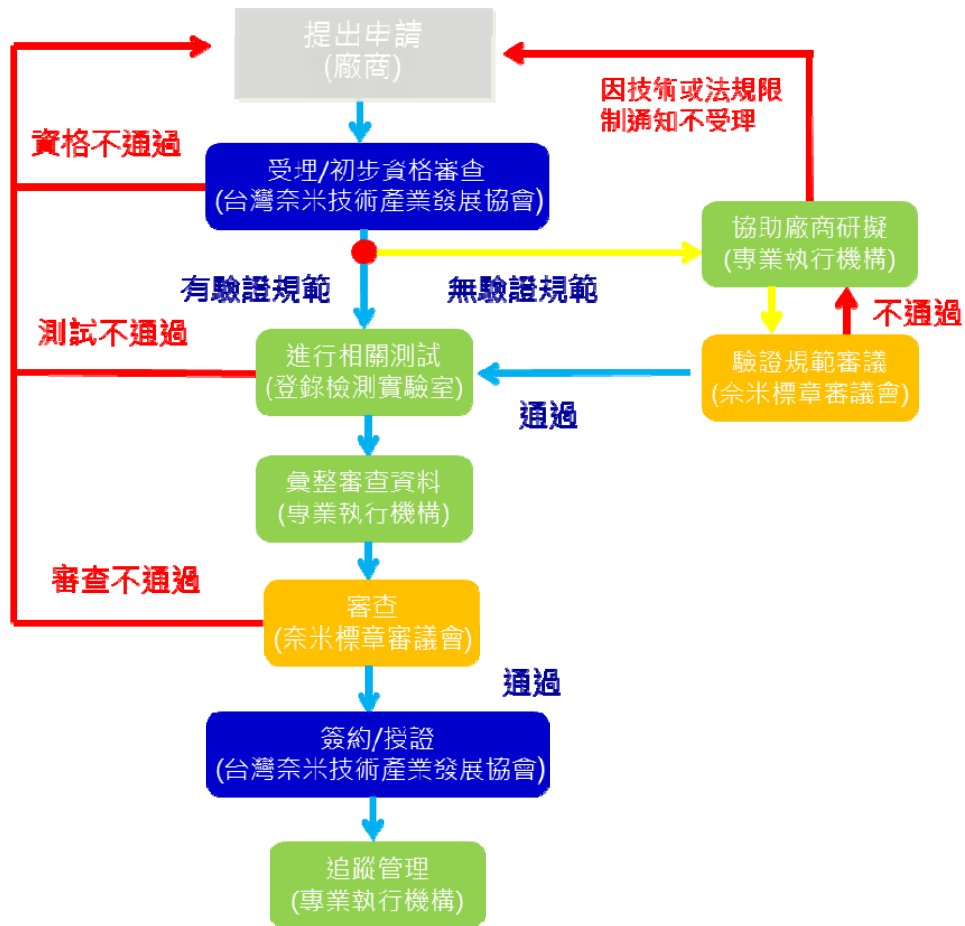 提出申請
(廠商)
因技術或法規限
制通知不受理
資格不通過
受埋/初步資格審查
(台灣奈米技術產業發展協會)
協助廠商研擬
(專業執行機構)
有驗證規範
無驗證規範
不通過
測試不通過
進行相關測試
(登錄檢測實驗室)
驗證規範審議
(奈米標章審議會)
通過
彙整審查資料
(專業執行機構)
審查不通過
審查
(奈米標章審議會)
通過
簽約/授證
(台灣奈米技術產業發展協會)
追蹤管理
(專業執行機構)